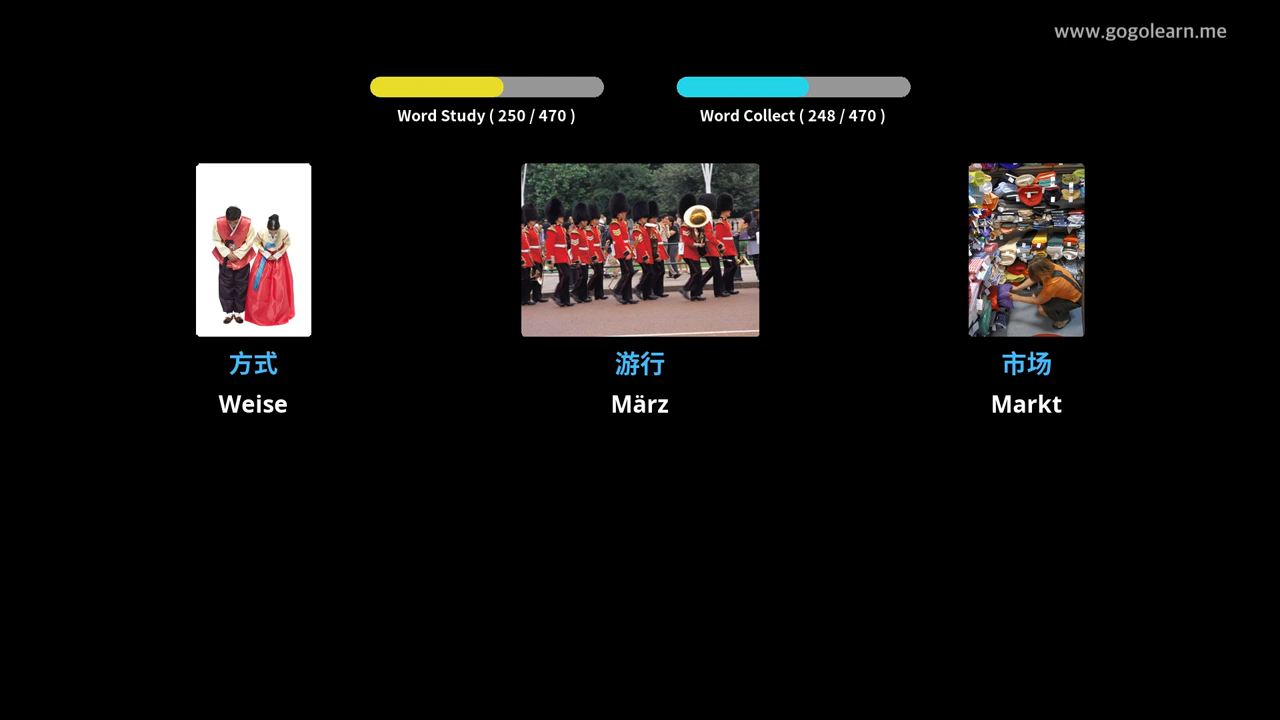 www.gogolearn.me
Word Study ( 250 / 470 )
Word Collect ( 248 / 470 )
方式
游行
市场
Weise
März
Markt